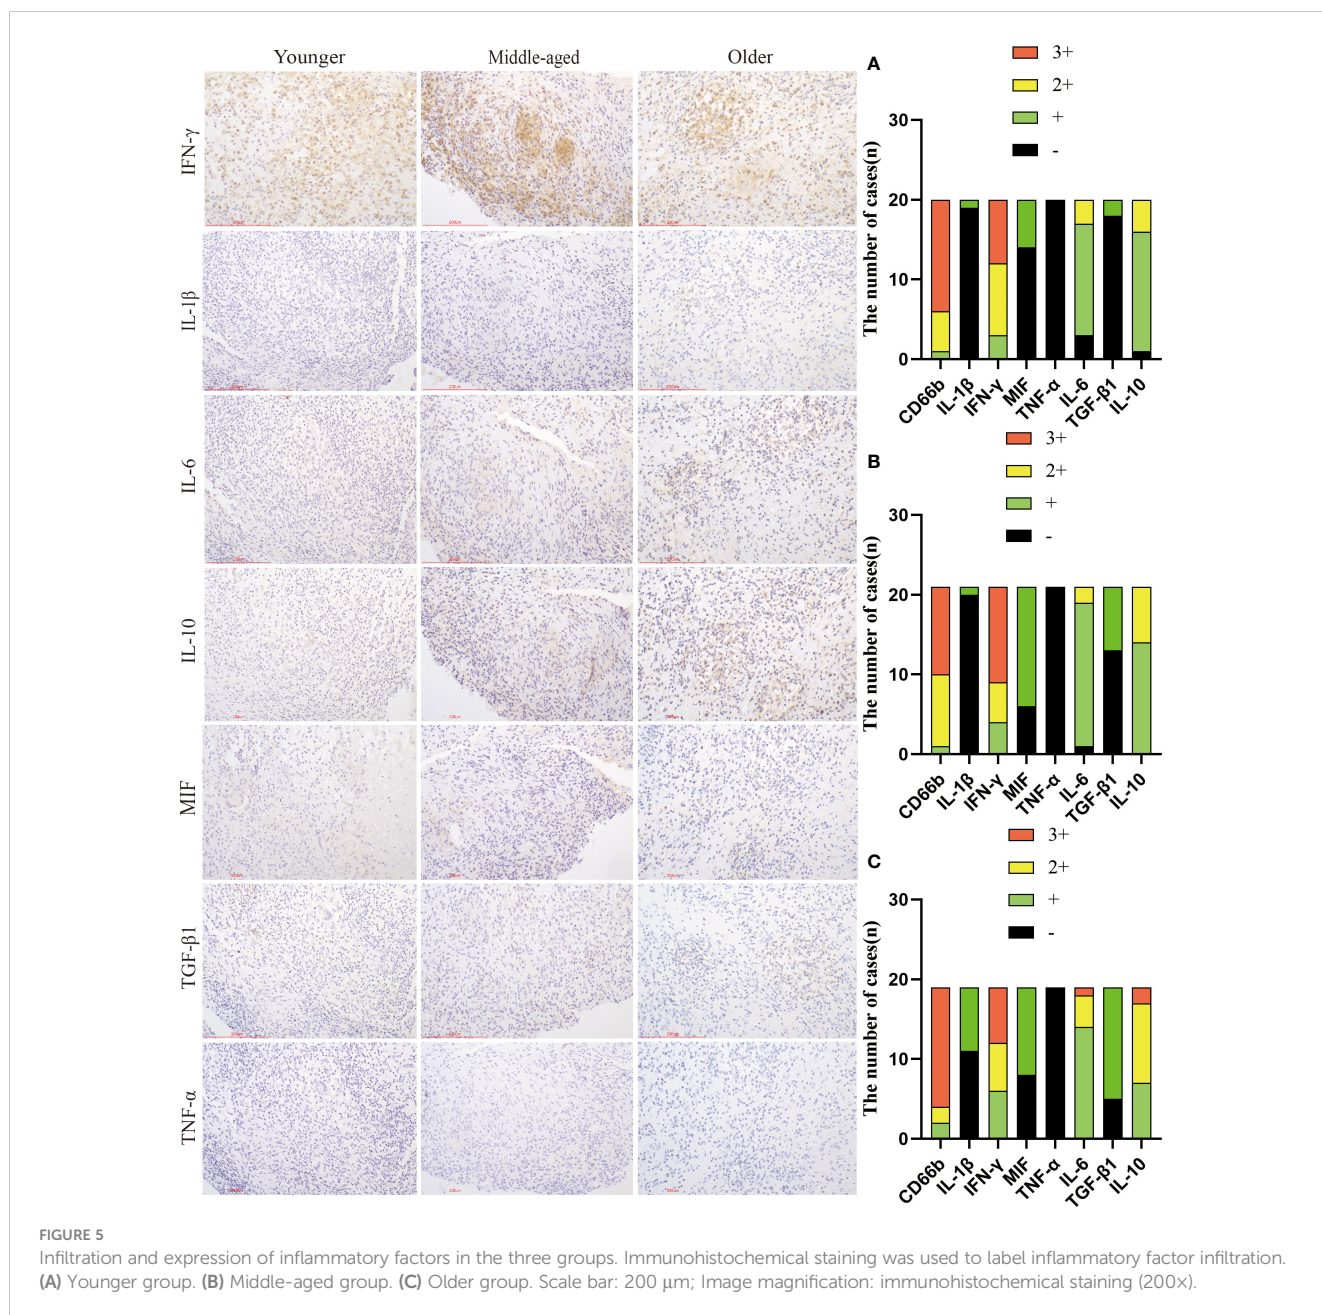 Younger
Middle-aged
Older
IFN-γ
IL-1β
IL-6
IL-10
MIF
TGF-β1
TNF-α
A
3+
2+
+
-
The number of cases(n)
30
20
10
0
CD66b
IL-1β
IFN-γ
MIF
TNF-α
IL-6
TGF-β1
IL-10
B
3+
2+
+
-
The number of cases(n)
30
20
10
0
CD66b
IL-1β
IFN-γ
MIF
TNF-α
IL-6
TGF-β1
IL-10
C
3+
2+
+
-
The number of cases(n)
30
20
10
0
CD66b
IL-1β
IFN-γ
MIF
TNF-α
IL-6
TGF-β1
IL-10
FIGURE 5
Infiltration and expression of inflammatory factors in the three groups. Immunohistochemical staining was used to label inflammatory factor infiltration.
(A) Younger group. (B) Middle-aged group. (C) Older group. Scale bar: 200 μm; Image magnification: immunohistochemical staining (200×).